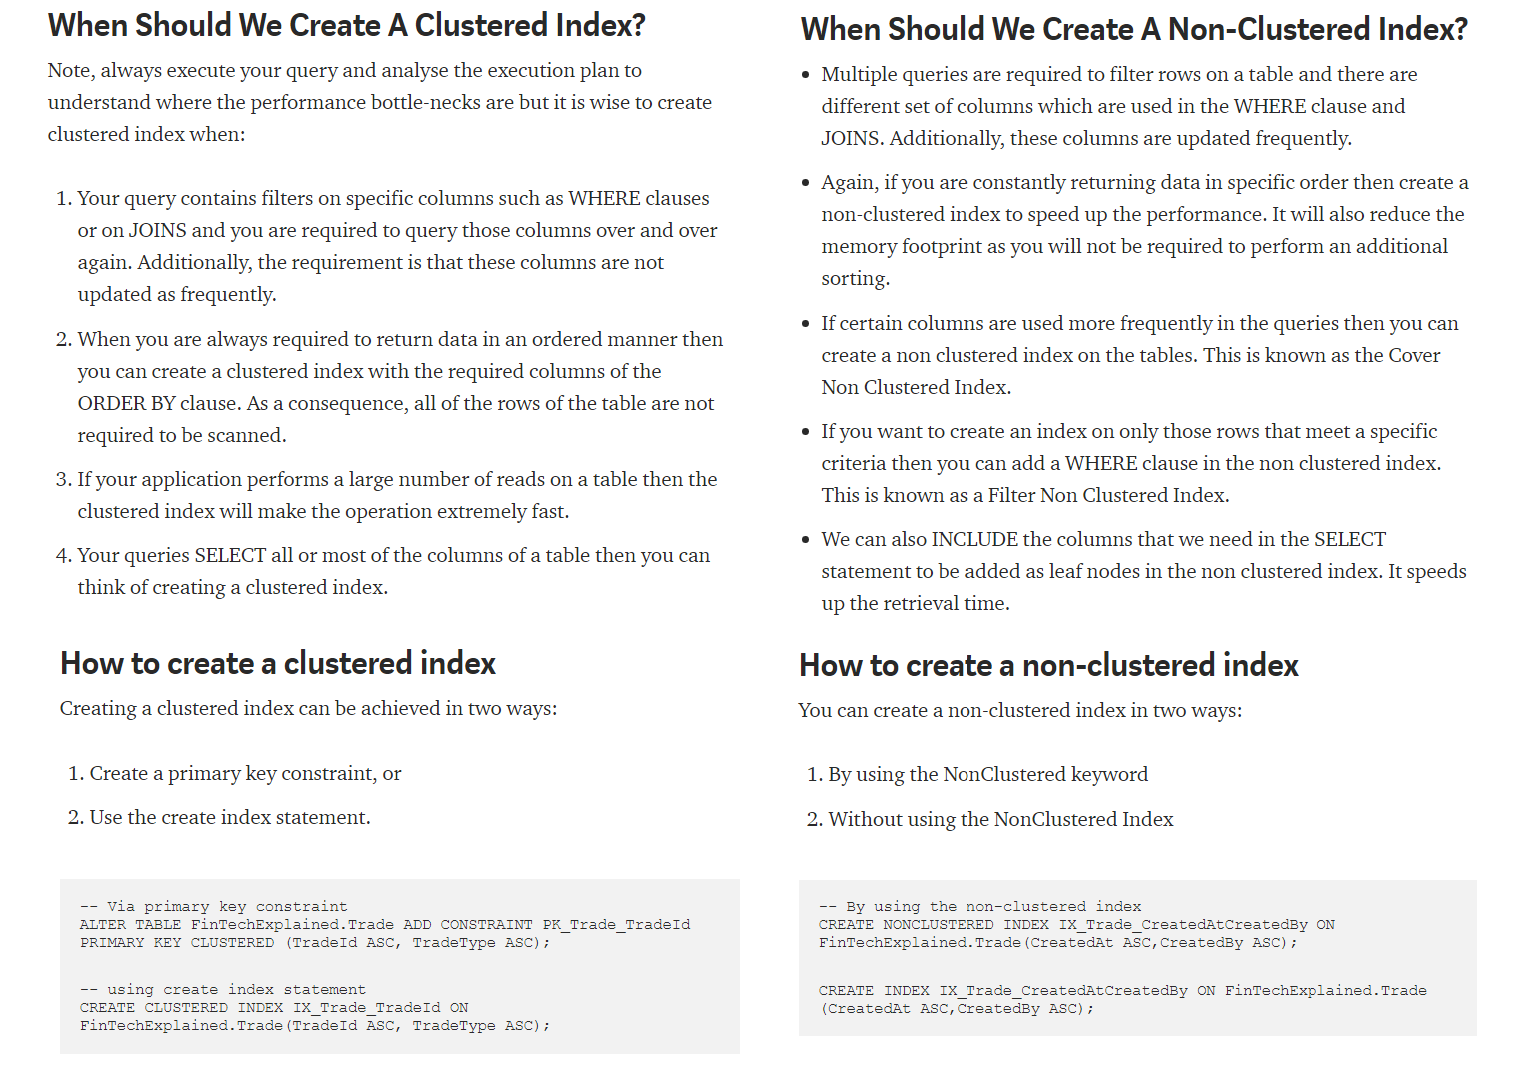 When Should We Create A Clustered Index?
Note, always execute your query and analyse the execution plan to
understand where the performance bottle-necks are but it is wise to create
clustered index when:
1. Your query contains filters on specific columns such as WHERE clauses
or on JOINS and you are required to query those columns over and over
again. Additionally, the requirement is that these columns are not
updated as frequently.
2. When you are always required to return data in an ordered manner then
you can create a clustered index with the required columns of the
ORDER BY clause. As a consequence, all of the rows of the table are not
required to be scanned.
3. If your application performs a large number of reads on a table then the
clustered index will make the operation extremely fast.
4. Your queries SELECT all or most of the columns of a table then you can
think of creating a clustered index.
How to create a clustered index
Creating a clustered index can be achieved in two ways:
1. Create a primary key constraint, or
2. Use the create index statement.
-- Via primary key constraint
ALTER TABLE FinTechExplained.Trade ADD CONSTRAINT PK_Trade_TradeId
PRIMARY KEY CLUSTERED (TradeId ASC, TradeType ASC);
-- using create index statement
CREATE CLUSTERED INDEX IX_Trade_TradeId ON
FinTechExplained.Trade(TradeId ASC, TradeType ASC);
When Should We Create A Non-Clustered Index?
• Multiple queries are required to filter rows on a table and there are
different set of columns which are used in the WHERE clause and
JOINS. Additionally, these columns are updated frequently.
• Again, if you are constantly returning data in specific order then create a
non-clustered index to speed up the performance. It will also reduce the
memory footprint as you will not be required to perform an additional
sorting.
• If certain columns are used more frequently in the queries then you can
create a non clustered index on the tables. This is known as the Cover
Non Clustered Index.
• If you want to create an index on only those rows that meet a specific
criteria then you can add a WHERE clause in the non clustered index.
This is known as a Filter Non Clustered Index.
• We can also INCLUDE the columns that we need in the SELECT
statement to be added as leaf nodes in the non clustered index. It speeds
up the retrieval time.
How to create a non-clustered index
You can create a non-clustered index in two ways:
1. By using the NonClustered keyword
2. Without using the NonClustered Index
-- By using the non-clustered index
CREATE NONCLUSTERED INDEX IX_Trade_CreatedAtCreatedBy ON
FinTechExplained.Trade(CreatedAt ASC,CreatedBy ASC);
CREATE INDEX IX_Trade_CreatedAtCreatedBy ON FinTechExplained.Trade
(CreatedAt ASC,CreatedBy ASC);